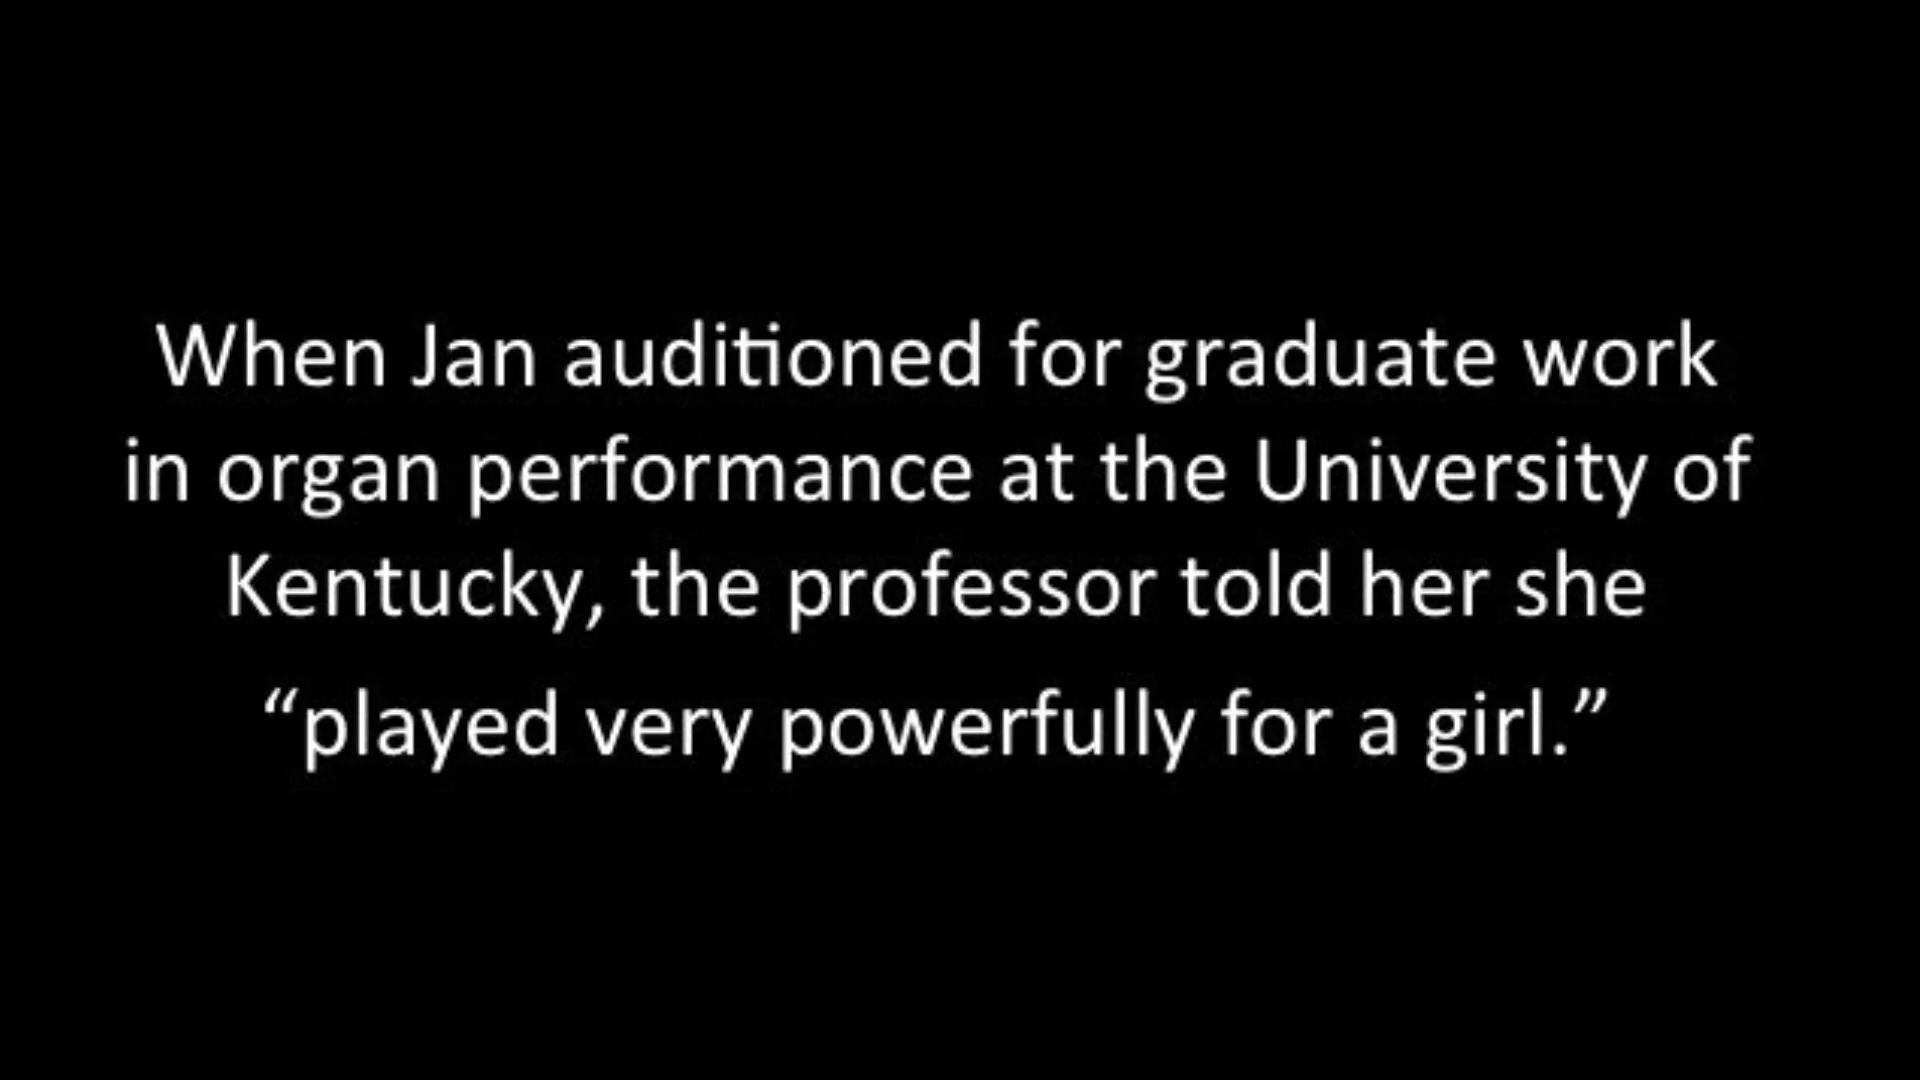 When Jan auditioned for graduate work
in organ performance at the University of
Kentucky, the professor told her she
“played very powerfully for a girl.”